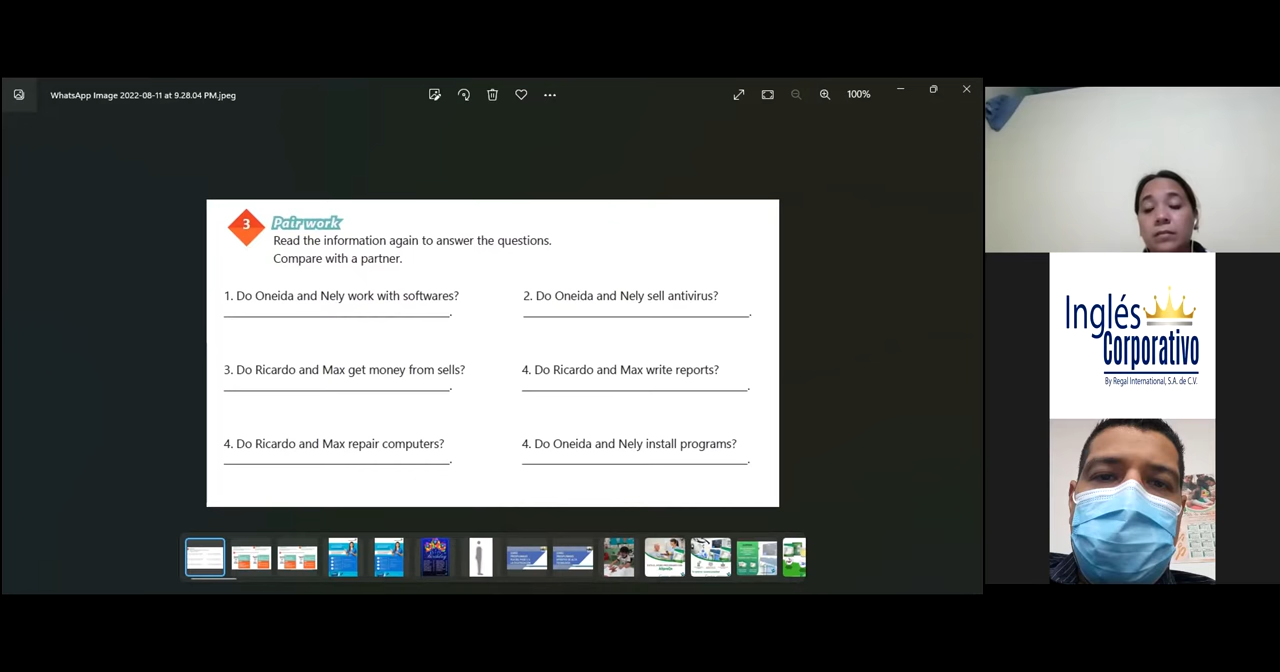 WhatsApp Image 2022-08-11 at 9.28.04 PM.jpeg
100%
3
Pair work
Read the information again to answer the questions.
Compare with a partner.
1. Do Oneida and Nely work with softwares?
2. Do Oneida and Nely sell antivirus?
3. Do Ricardo and Max get money from sells?
4. Do Ricardo and Max write reports?
4. Do Ricardo and Max repair computers?
4. Do Oneida and Nely install programs?
Inglés
Corporativo
By Regal International, S.A. de C.V.